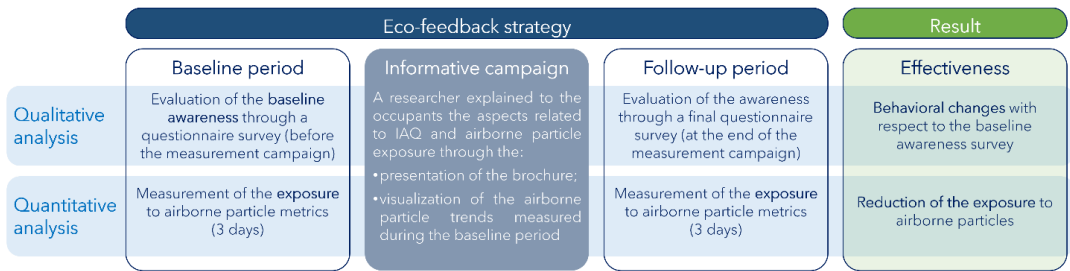 Eco-feedback strategy
Result
Baseline period
Informative campaign
Follow-up period
Effectiveness
Qualitative
analysis
Evaluation of the baseline
awareness through a
questionnaire survey (before
the measurement campaign)
A researcher explained to the
occupants the aspects related
to IAQ and airborne particle
exposure through the:
•presentation of the brochure;
•visualization of the airborne
particle trends measured
during the baseline period
Evaluation of the awareness
through a final questionnaire
survey (at the end of the
measurement campaign)
Behavioral changes with
respect to the baseline
awareness survey
Quantitative
analysis
Measurement of the exposure
to airborne particle metrics
(3 days)
Measurement of the exposure
to airborne particle metrics
(3 days)
Reduction of the exposure to
airborne particles